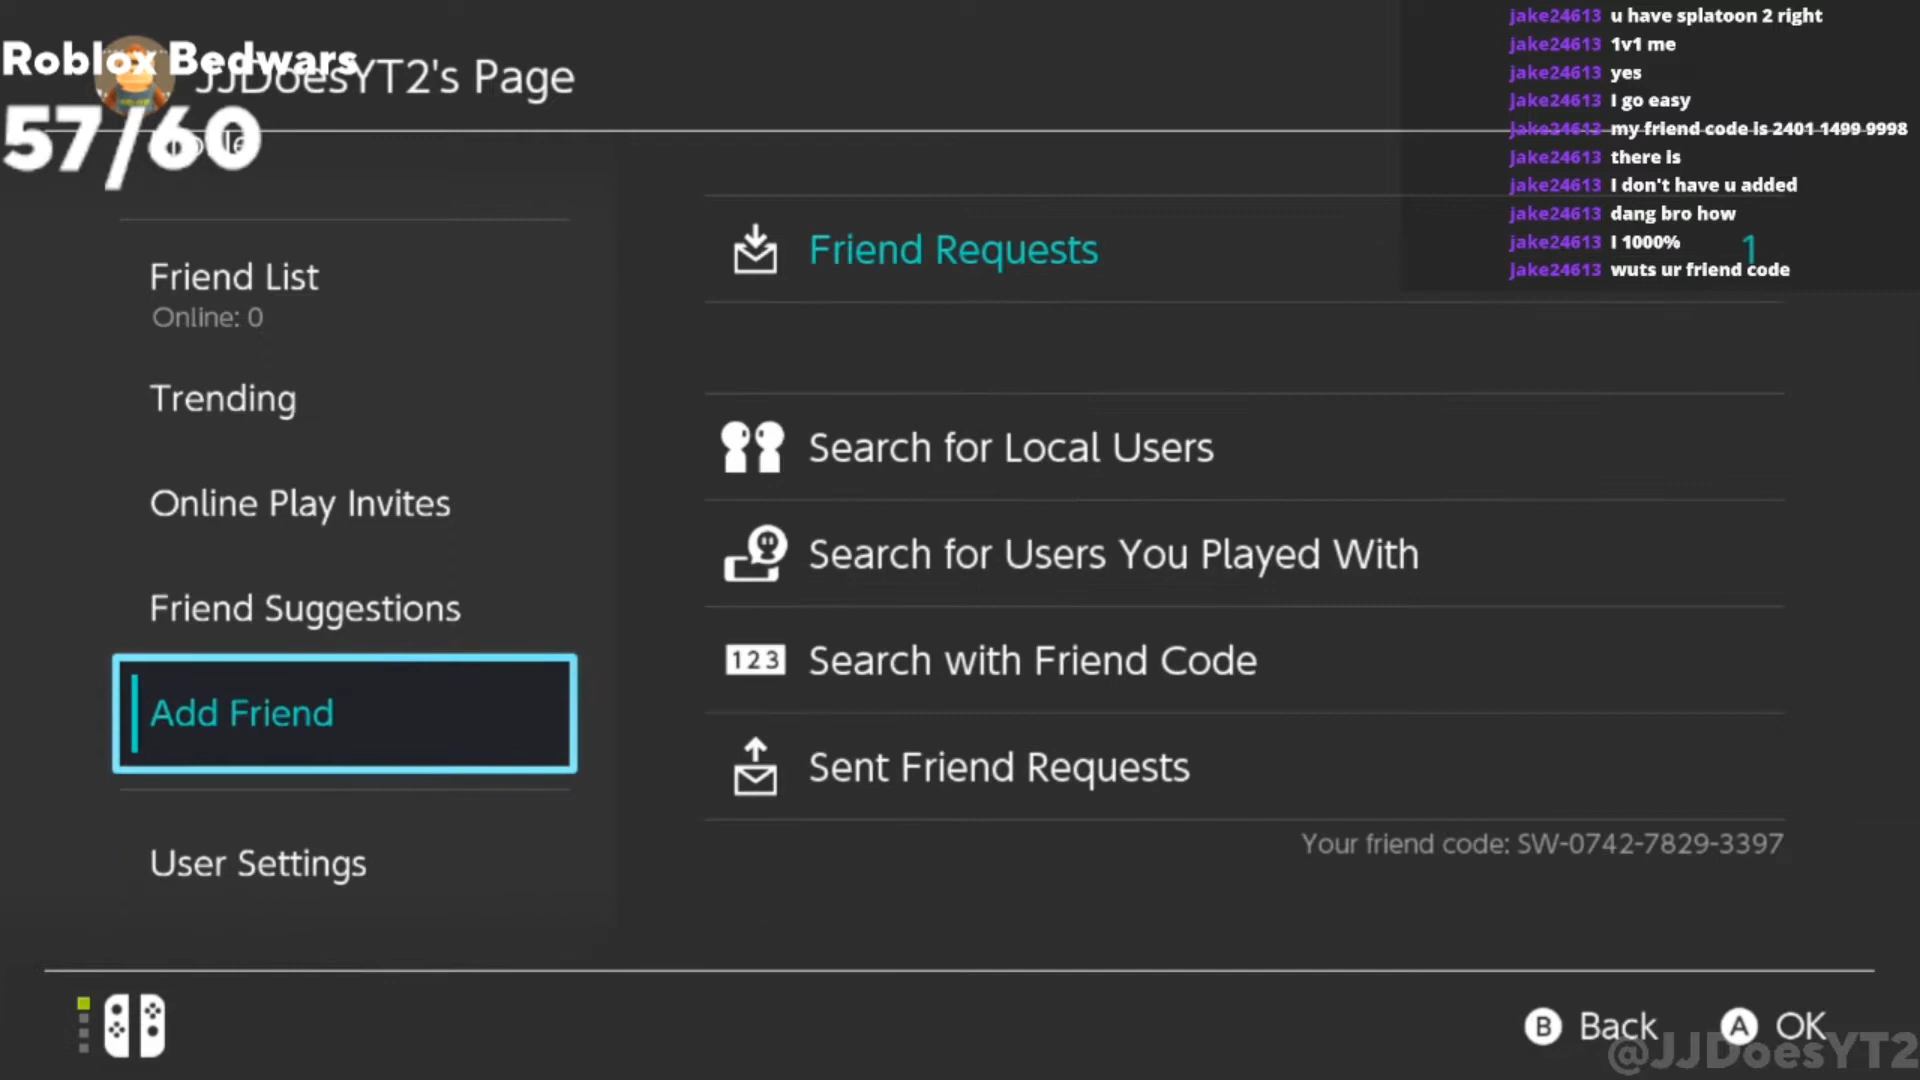 Roblox Bedwars
JJDoesYT2's Page
57/60
Friend List
Online: 0
Trending
Online Play Invites
Friend Suggestions
Add Friend
User Settings
Friend Requests
1
Search for Local Users
Search for Users You Played With
123 Search with Friend Code
Sent Friend Requests
Your friend code: SW-0742-7829-3397
jake24613 u have splatoon 2 right
jake24613 1v1 me
jake24613 yes
jake24613 I go easy
jake24613 my friend code is 2401 1499 9998
jake24613 there is
jake24613 I don't have u added
jake24613 dang bro how
jake24613 I 1000%
jake24613 wuts ur friend code
B Back A OK
@JJDoesYT2